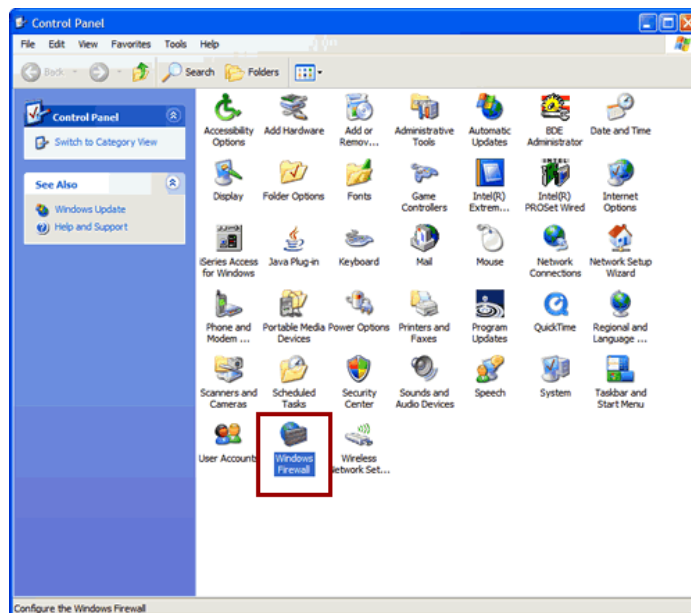 Control Panel
File Edit View Favorites Tools Help
Back Search Folders
Control Panel
Switch to Category View
See Also
Windows Update
Help and Support
Accessibility Options
Add Hardware
Add or Remov...
Administrative Tools
Automatic Updates
BDE Administrator
Date and Time
Display
Folder Options
Fonts
Game Controllers
Intel(R) Extrem...
Intel(R) PROSet Wired
Internet Options
iSeries Access for Windows
Java Plug-in
Keyboard
Mail
Mouse
Network Connections
Network Setup Wizard
Phone and Modem ...
Portable Media Devices
Power Options
Printers and Faxes
Program Updates
QuickTime
Regional and Language ...
Scanners and Cameras
Scheduled Tasks
Security Center
Sounds and Audio Devices
Speech
System
Taskbar and Start Menu
User Accounts
Windows Firewall
Wireless Network Set...
Configure the Windows Firewall